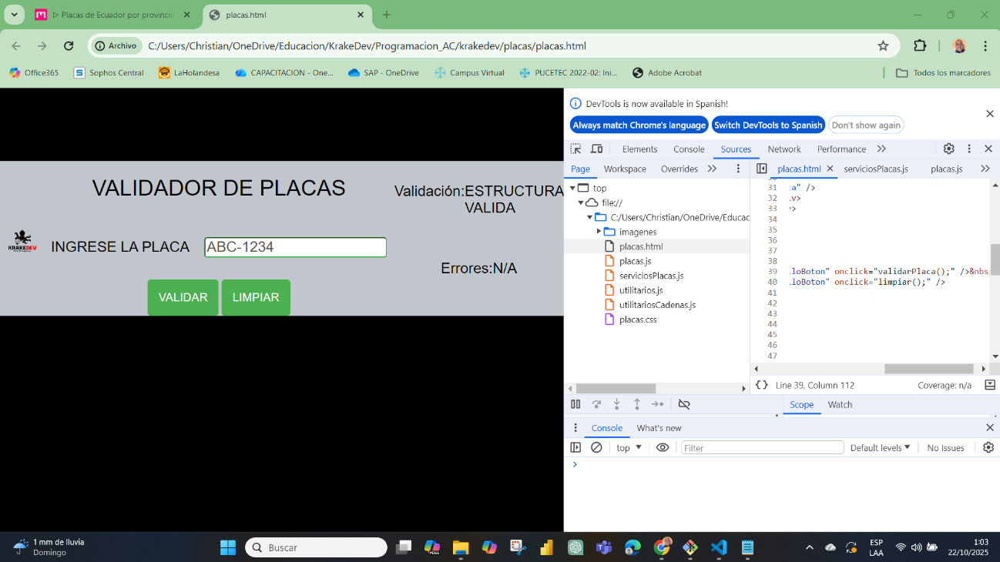 ▷ Placas de Ecuador por provincia
placas.html
Archivo
C:/Users/Christian/OneDrive/Educacion/KrakeDev/Programacion_AC/krakedev/placas/placas.html
Office365
Sophos Central
LaHolandesa
CAPACITACION - One...
SAP - OneDrive
Campus Virtual
PUCETEC 2022-02: Ini...
Adobe Acrobat
Todos los marcadores
VALIDADOR DE PLACAS
Validación:ESTRUCTURA
VALIDA
KRAKEDEV
INGRESE LA PLACA
ABC-1234
Errores:N/A
VALIDAR
LIMPIAR
DevTools is now available in Spanish!
Always match Chrome's language
Switch DevTools to Spanish
Don't show again
Elements
Console
Sources
Network
Performance
Page
Workspace
Overrides
placas.html
serviciosPlacas.js
placas.js
top
file://
C:/Users/Christian/OneDrive/Educac
imagenes
placas.html
placas.js
serviciosPlacas.js
utilitarios.js
utilitariosCadenas.js
placas.css
31 :a" />
32 .v>
33 >
34
35
36
37
38
39 .loBoton" onclick="validarPlaca();" />&nbs
40 .loBoton" onclick="limpiar();" />
41
42
43
44
45
46
47
{} Line 39, Column 112
Coverage: n/a
Scope
Watch
Console
What's new
top
Filter
Default levels
No Issues
1 mm de lluvia
Domingo
Buscar
ESP
LAA
1:03
22/10/2025